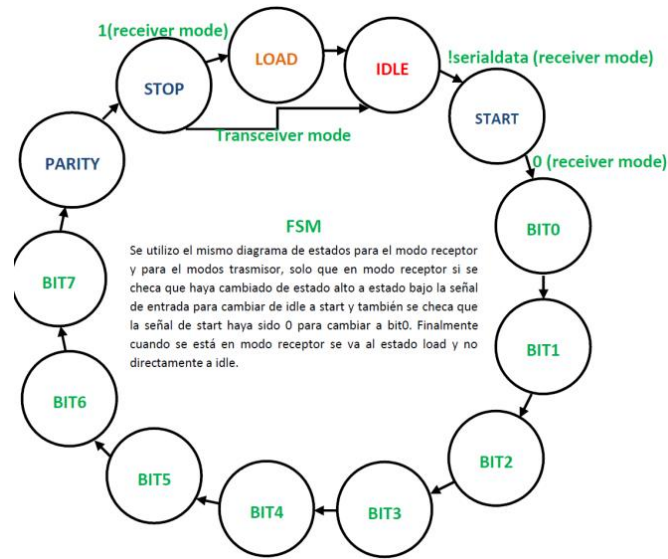 1(receiver mode)
LOAD
IDLE
!serialdata (receiver mode)
STOP
START
Transceiver mode
PARITY
0 (receiver mode)
BIT0
FSM
Se utilizo el mismo diagrama de estados para el modo receptor
y para el modos trasmisor, solo que en modo receptor si se
checa que haya cambiado de estado alto a estado bajo la señal
de entrada para cambiar de idle a start y también se checa que
la señal de start haya sido 0 para cambiar a bit0. Finalmente
cuando se está en modo receptor se va al estado load y no
directamente a idle.
BIT7
BIT1
BIT6
BIT2
BIT5
BIT4
BIT3